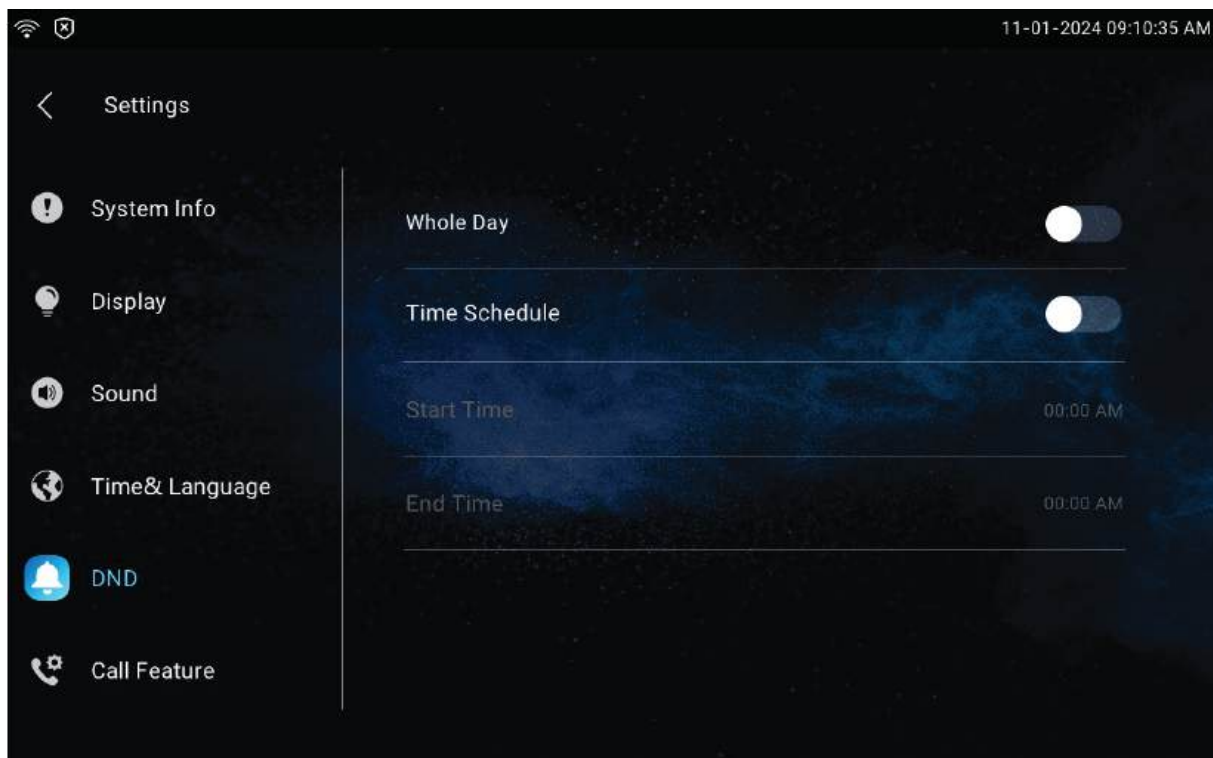 11-01-2024 09:10:35 AM
Settings
System Info
Display
Sound
Time& Language
DND
Call Feature
Whole Day
Time Schedule
Start Time 00:00 AM
End Time 00:00 AM